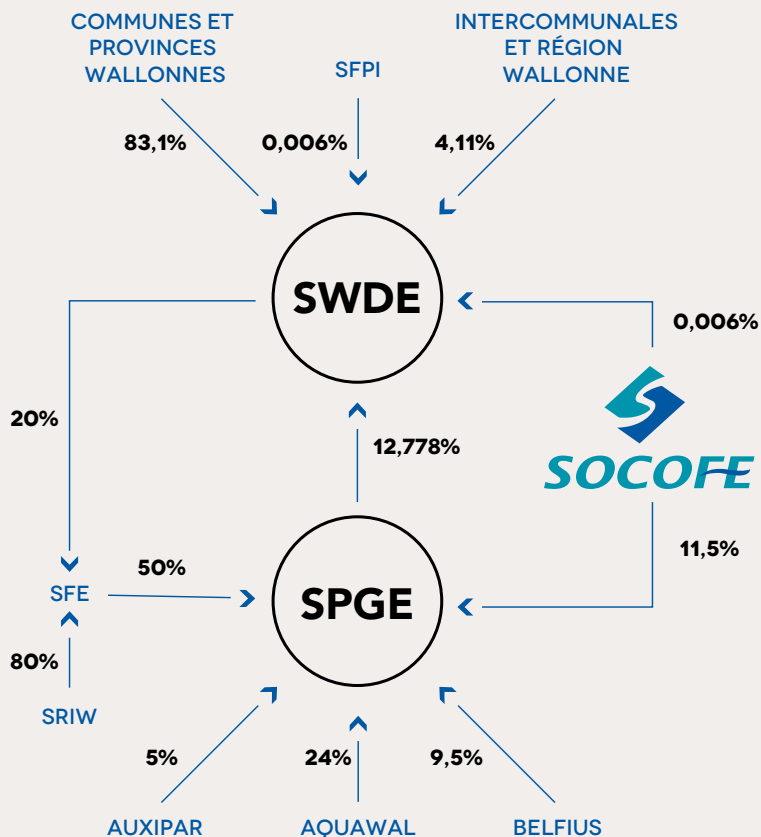 COMMUNES ET
PROVINCES
WALLONNES
SFPI
INTERCOMMUNALES
ET RÉGION
WALLONNE
83,1%
0,006%
4,11%
SWDE
0,006%
20%
12,778%
SOCOFE
11,5%
SFE
50%
SPGE
80%
SRIW
5%
24%
9,5%
AUXIPAR
AQUAWAL
BELFIUS